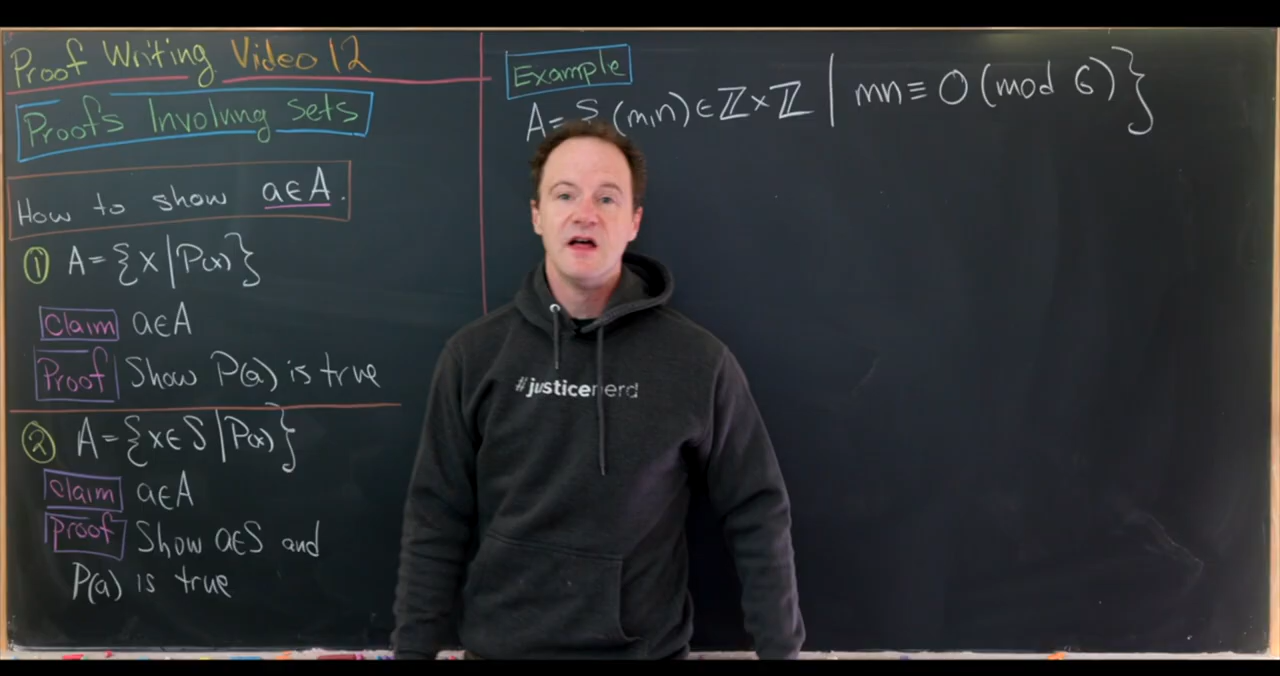 Proof Writing Video 12
Proofs Involving Sets
How to show a∈A.
① A={x|P(x)}
Claim a∈A
Proof Show P(a) is true
② A={x∈S|P(x)}
Claim a∈A
Proof Show a∈S and
P(a) is true
Example
A={(m,n)∈ℤ×ℤ | mn≡0 (mod 6)}
#justicenerd